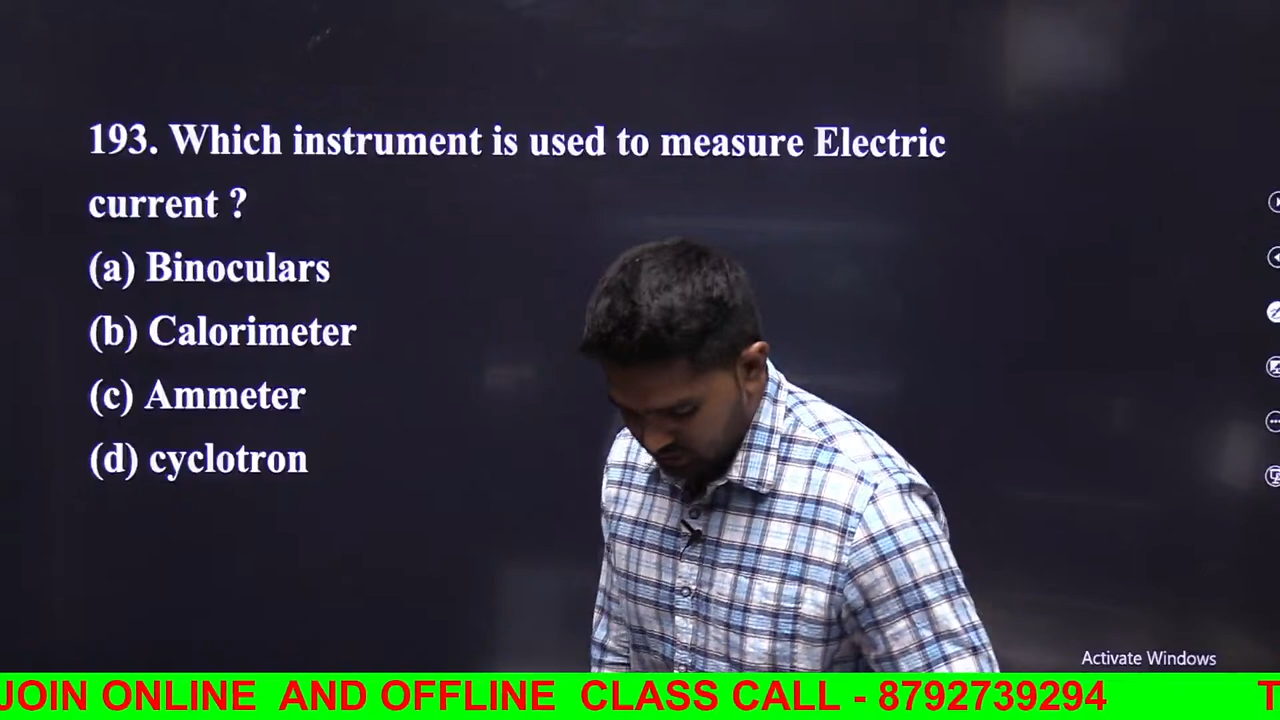 193. Which instrument is used to measure Electric
current ?
(a) Binoculars
(b) Calorimeter
(c) Ammeter
(d) cyclotron
Activate Windows
JOIN ONLINE AND OFFLINE CLASS CALL - 8792739294 T